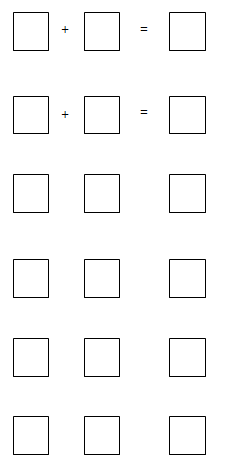 + =
+ =